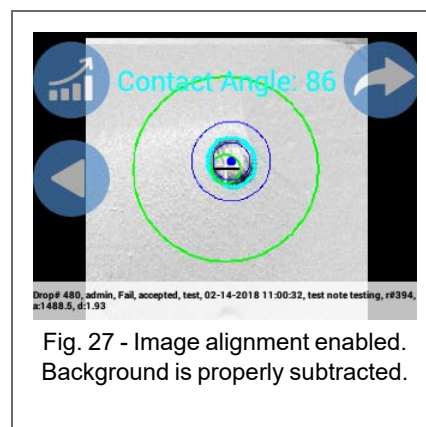 Contact Angle: 86
Drop# 480, admin, Fail, accepted, test, 02-14-2018 11:00:32, test note testing, r#394,
a:1488.5, d:1.93
Fig. 27 - Image alignment enabled.
Background is properly subtracted.